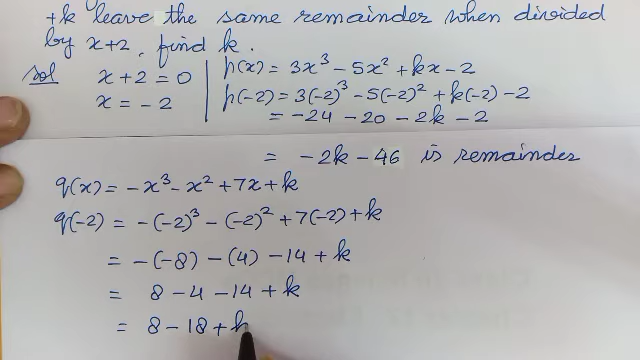 +k leave the same remainder when divided
by x+2, find k.
Sol x + 2 = 0
x = -2
p(x) = 3x³ - 5x² + kx - 2
p(-2) = 3(-2)³ - 5(-2)² + k(-2) - 2
= -24 - 20 - 2k - 2
= -2k - 46 is remainder
q(x) = -x³ - x² + 7x + k
q(-2) = -(-2)³ - (-2)² + 7(-2) + k
= -(-8) - (4) - 14 + k
= 8 - 4 - 14 + k
= 8 - 18 + k